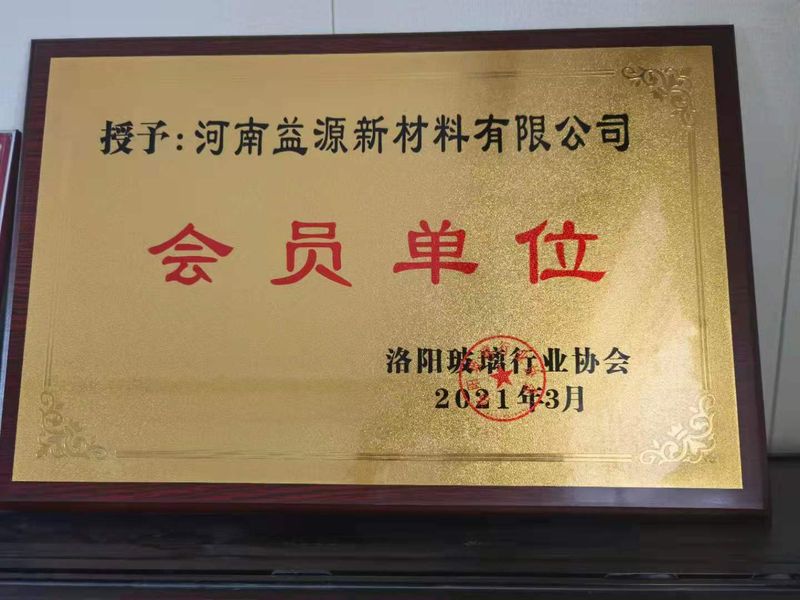 授予:河南益源新材料有限公司
会员单位
洛阳玻璃行业协会
2021年3月